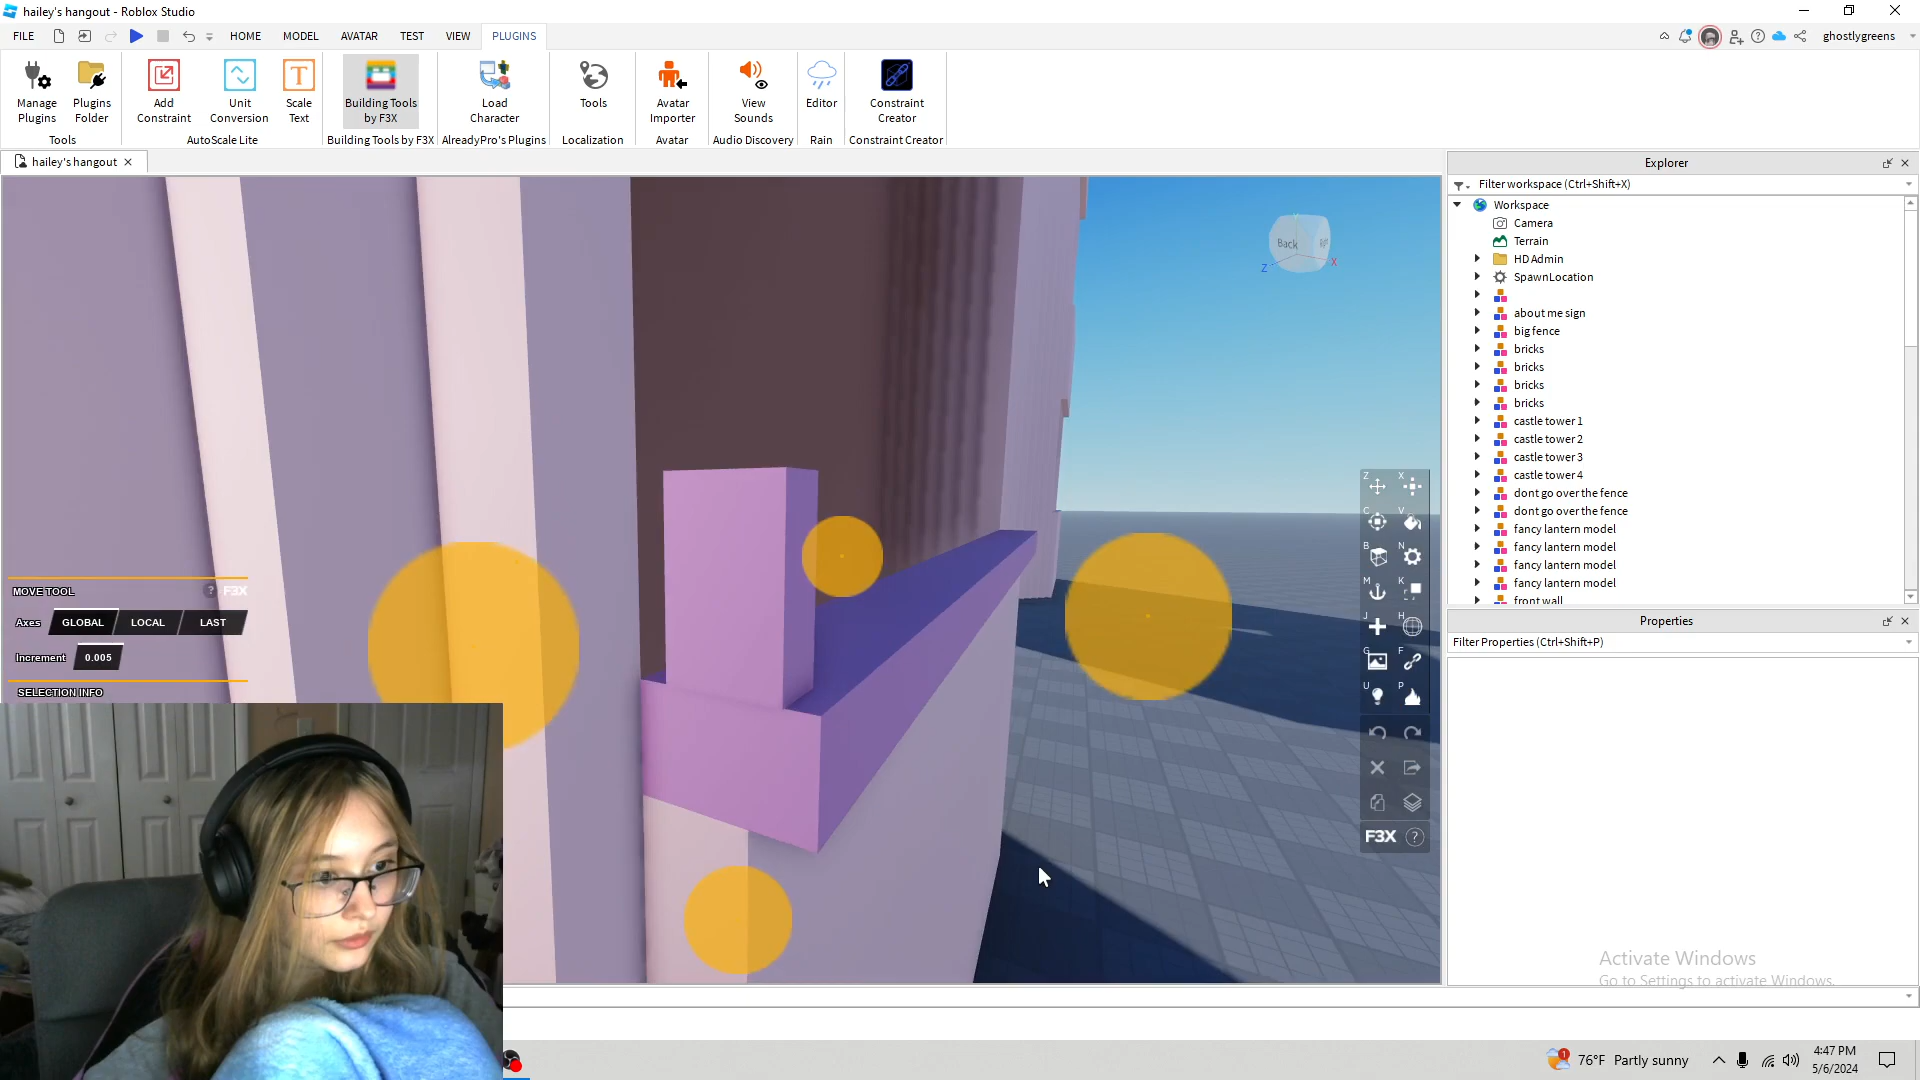 hailey's hangout - Roblox Studio
FILE HOME MODEL AVATAR TEST VIEW PLUGINS ghostlygreens
Manage Plugins
Plugins Folder
Tools
Add Constraint
Unit Conversion
Scale Text
AutoScale Lite
Building Tools by F3X
Building Tools by F3X
Load Character
AlreadyPro's Plugins
Tools
Localization
Avatar Importer
Avatar
View Sounds
Audio Discovery
Editor
Rain
Constraint Creator
Constraint Creator
hailey's hangout
Back
Z
X
MOVE TOOL ? F3X
Axes GLOBAL LOCAL LAST
Increment 0.005
SELECTION INFO
Z X
C V
B N
M K
J H
G F
U P
F3X ?
Explorer
Filter workspace (Ctrl+Shift+X)
Workspace
Camera
Terrain
HD Admin
SpawnLocation
about me sign
big fence
bricks
bricks
bricks
bricks
castle tower 1
castle tower 2
castle tower 3
castle tower 4
dont go over the fence
dont go over the fence
fancy lantern model
fancy lantern model
fancy lantern model
fancy lantern model
front wall
Properties
Filter Properties (Ctrl+Shift+P)
Activate Windows
Go to Settings to activate Windows.
1
76°F Partly sunny
4:47 PM
5/6/2024